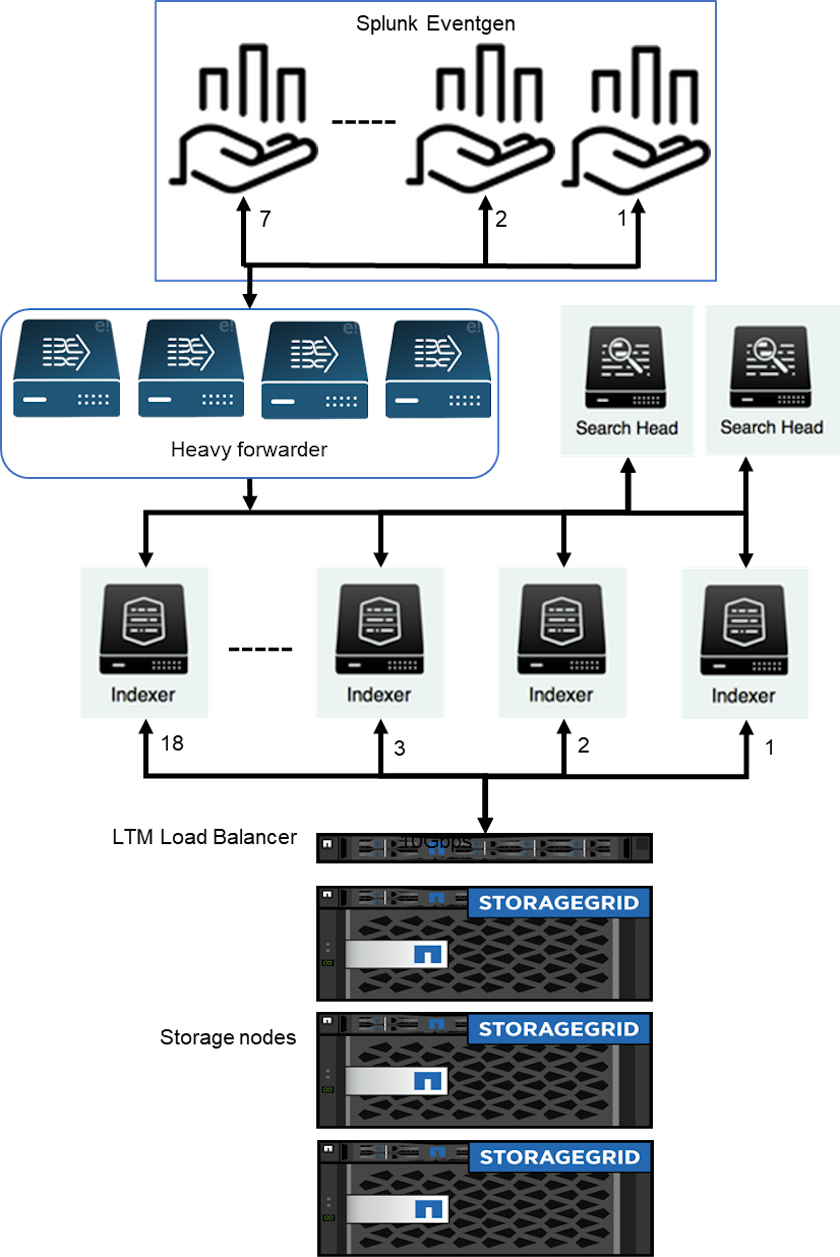 Splunk Eventgen
7
2
1
e!
e!
e!
e!
Heavy forwarder
Search Head
Search Head
Indexer
Indexer
Indexer
Indexer
18
3
2
1
LTM Load Balancer
10Gbps
STORAGEGRID
Storage nodes
STORAGEGRID
STORAGEGRID